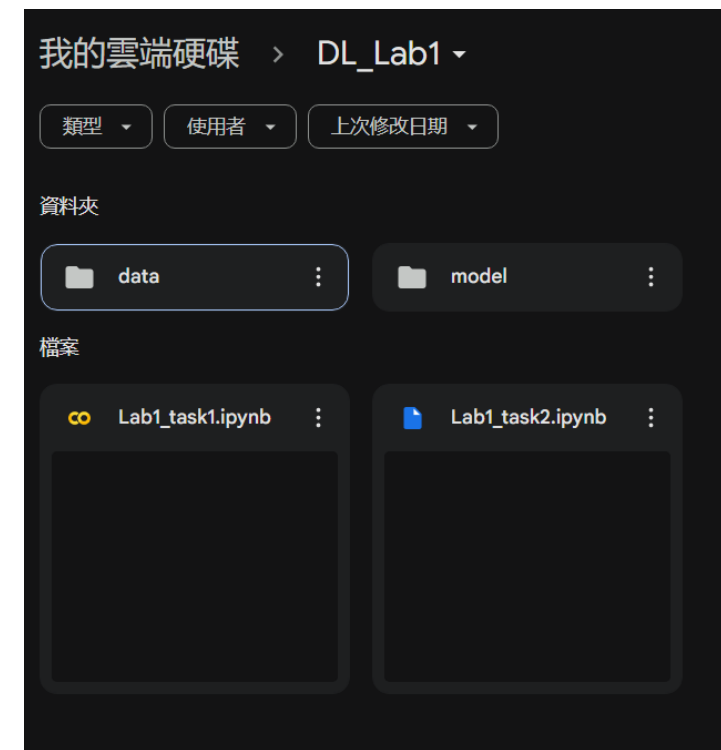 我的雲端硬碟 > DL_Lab1
類型 使用者 上次修改日期
資料夾
data model
檔案
Lab1_task1.ipynb Lab1_task2.ipynb